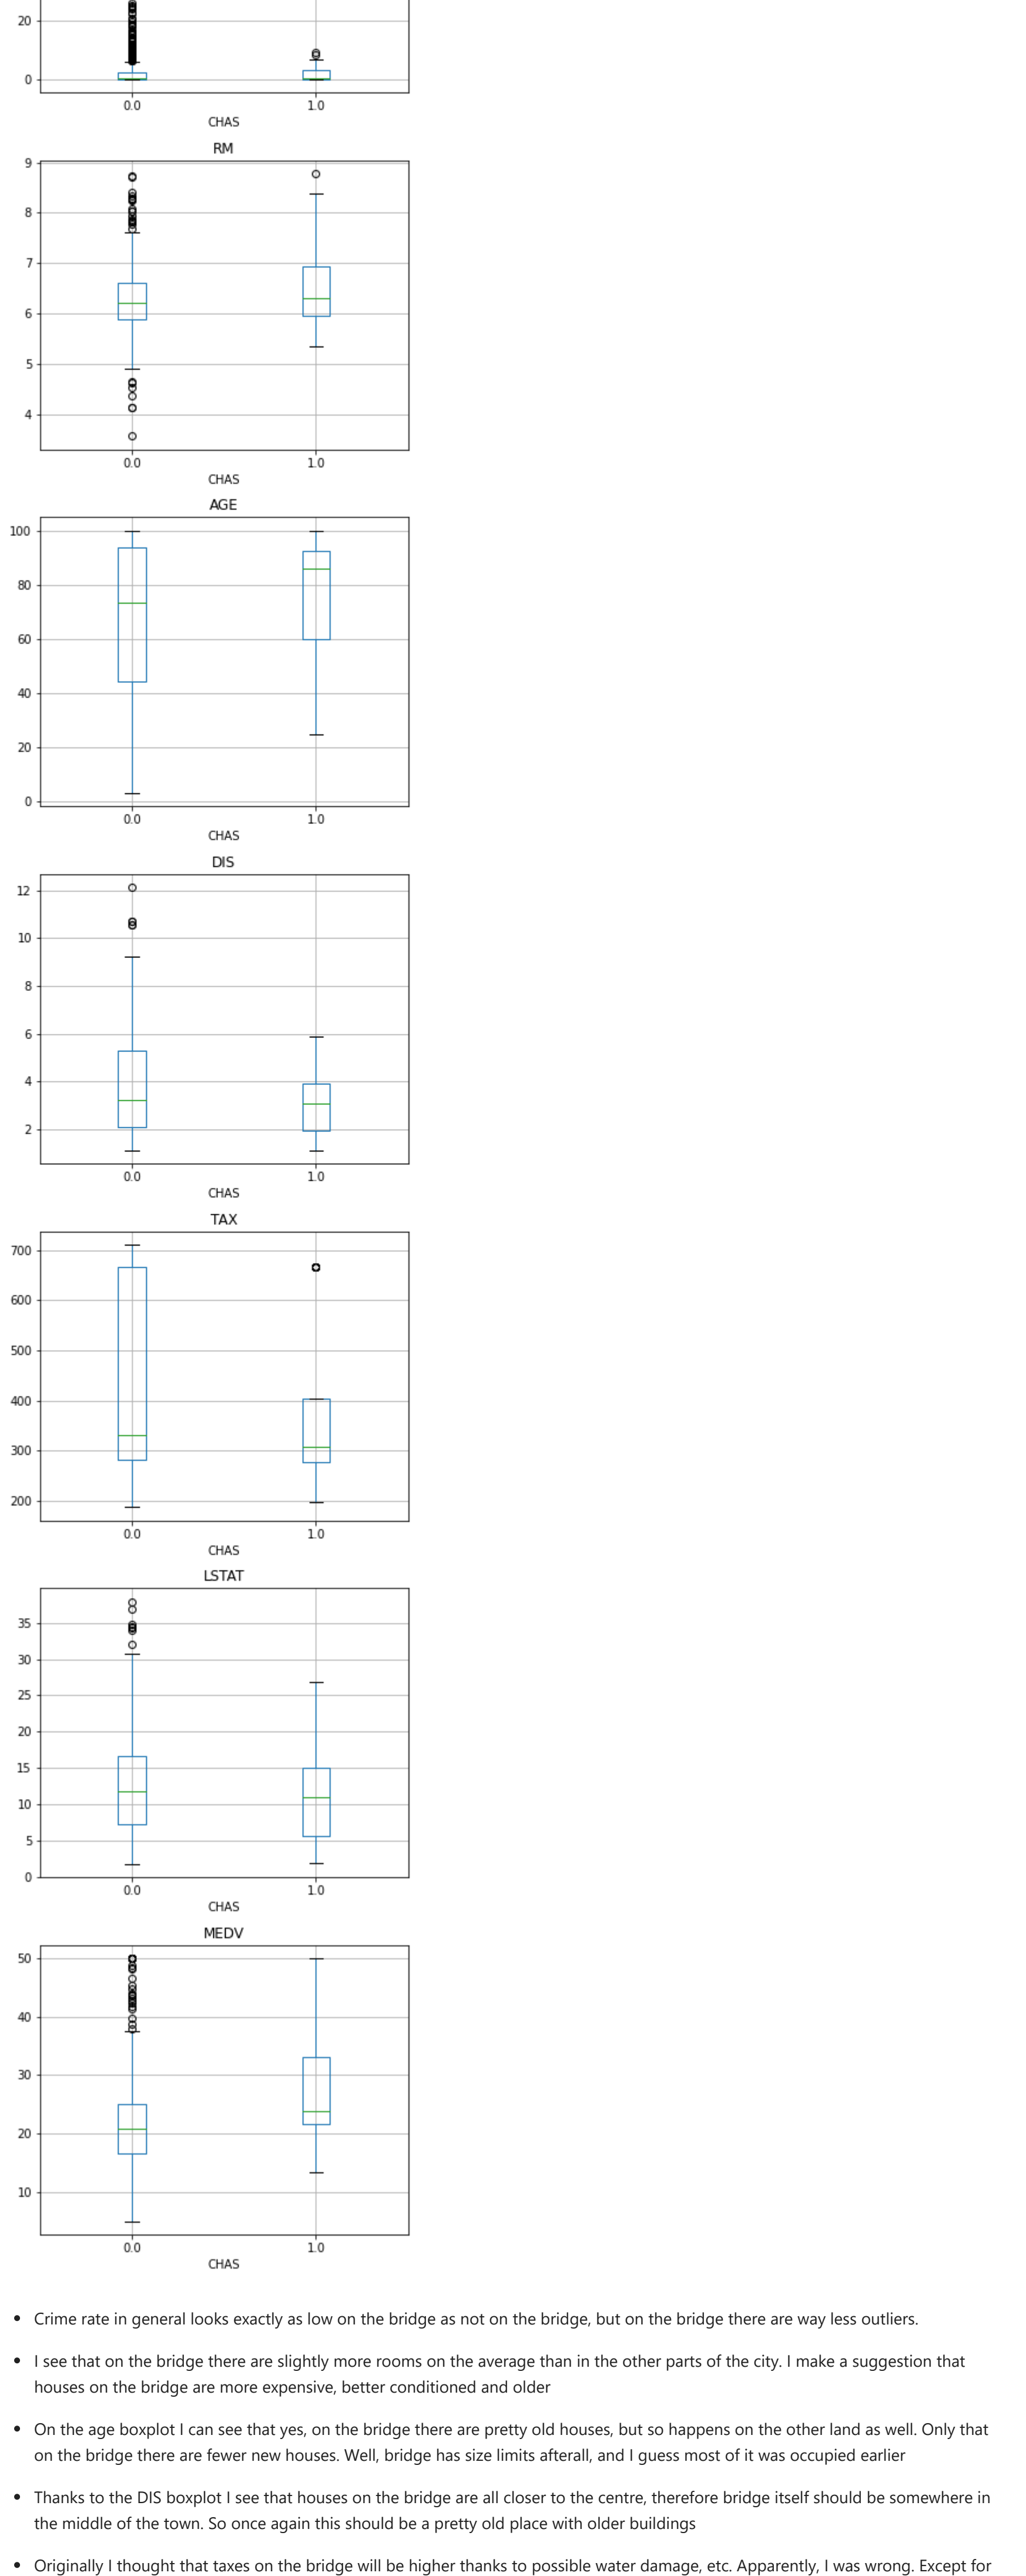 20
0
0.0 1.0
CHAS
RM
9
8
7
6
5
4
0.0 1.0
CHAS
AGE
100
80
60
40
20
0
0.0 1.0
CHAS
DIS
12
10
8
6
4
2
0.0 1.0
CHAS
TAX
700
600
500
400
300
200
0.0 1.0
CHAS
LSTAT
35
30
25
20
15
10
5
0
0.0 1.0
CHAS
MEDV
50
40
30
20
10
0.0 1.0
CHAS
• Crime rate in general looks exactly as low on the bridge as not on the bridge, but on the bridge there are way less outliers.
• I see that on the bridge there are slightly more rooms on the average than in the other parts of the city. I make a suggestion that
houses on the bridge are more expensive, better conditioned and older
• On the age boxplot I can see that yes, on the bridge there are pretty old houses, but so happens on the other land as well. Only that
on the bridge there are fewer new houses. Well, bridge has size limits afterall, and I guess most of it was occupied earlier
• Thanks to the DIS boxplot I see that houses on the bridge are all closer to the centre, therefore bridge itself should be somewhere in
the middle of the town. So once again this should be a pretty old place with older buildings
• Originally I thought that taxes on the bridge will be higher thanks to possible water damage, etc. Apparently, I was wrong. Except for